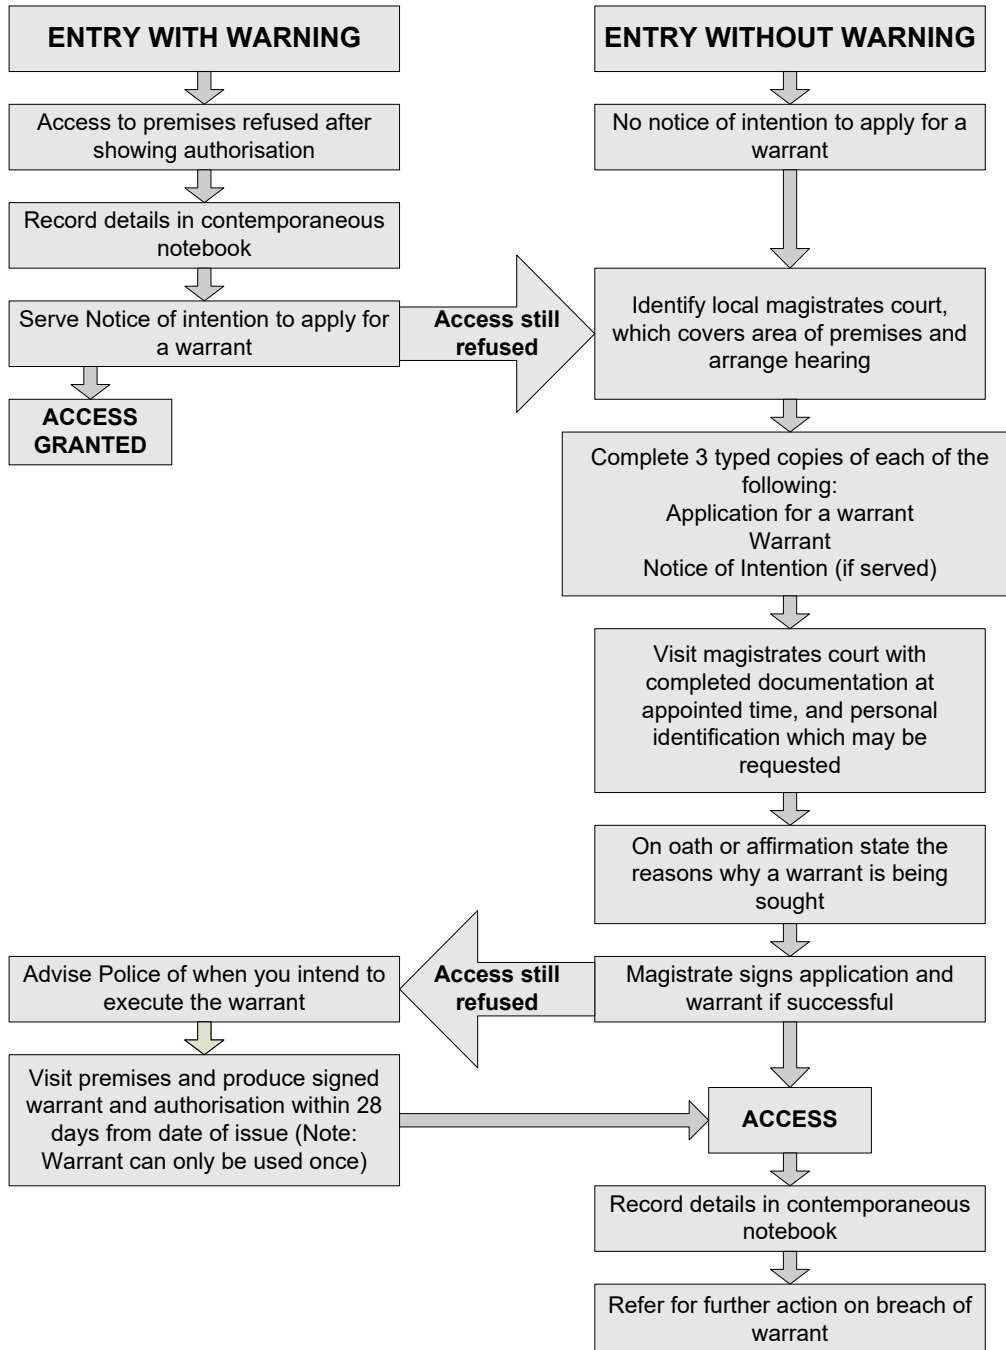 ENTRY WITH WARNING
Access to premises refused after
showing authorisation
Record details in contemporaneous
notebook
Serve Notice of intention to apply for
a warrant
ACCESS
GRANTED
Access still
refused
ENTRY WITHOUT WARNING
No notice of intention to apply for a
warrant
Identify local magistrates court,
which covers area of premises and
arrange hearing
Complete 3 typed copies of each of the
following:
Application for a warrant
Warrant
Notice of Intention (if served)
Visit magistrates court with
completed documentation at
appointed time, and personal
identification which may be
requested
On oath or affirmation state the
reasons why a warrant is being
sought
Magistrate signs application and
warrant if successful
Access still
refused
Advise Police of when you intend to
execute the warrant
Visit premises and produce signed
warrant and authorisation within 28
days from date of issue (Note:
Warrant can only be used once)
ACCESS
Record details in contemporaneous
notebook
Refer for further action on breach of
warrant